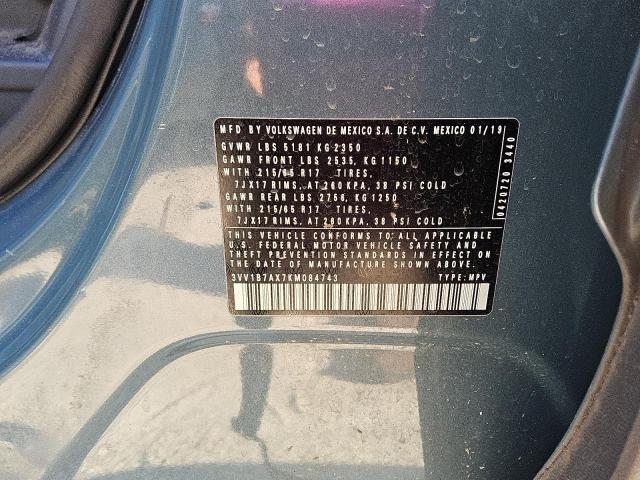 MFD BY VOLKSWAGEN DE MEXICO S.A. DE C.V. MEXICO 01/19
GVWR LBS 5181 KG 2350
GAWR FRONT LBS 2535, KG 1150
WITH 215/65 R17 TIRES,
7JX17 RIMS, AT 260 KPA, 38 PSI COLD
GAWR REAR LBS 2756, KG 1250
WITH 215/65 R17 TIRES,
7JX17 RIMS, AT 260 KPA, 38 PSI COLD
0420720 3440
THIS VEHICLE CONFORMS TO ALL APPLICABLE
U.S. FEDERAL MOTOR VEHICLE SAFETY AND
THEFT PREVENTION STANDARDS IN EFFECT ON
THE DATE OF MANUFACTURE SHOWN ABOVE.
3VV1B7AX7KM084743 TYPE: MPV